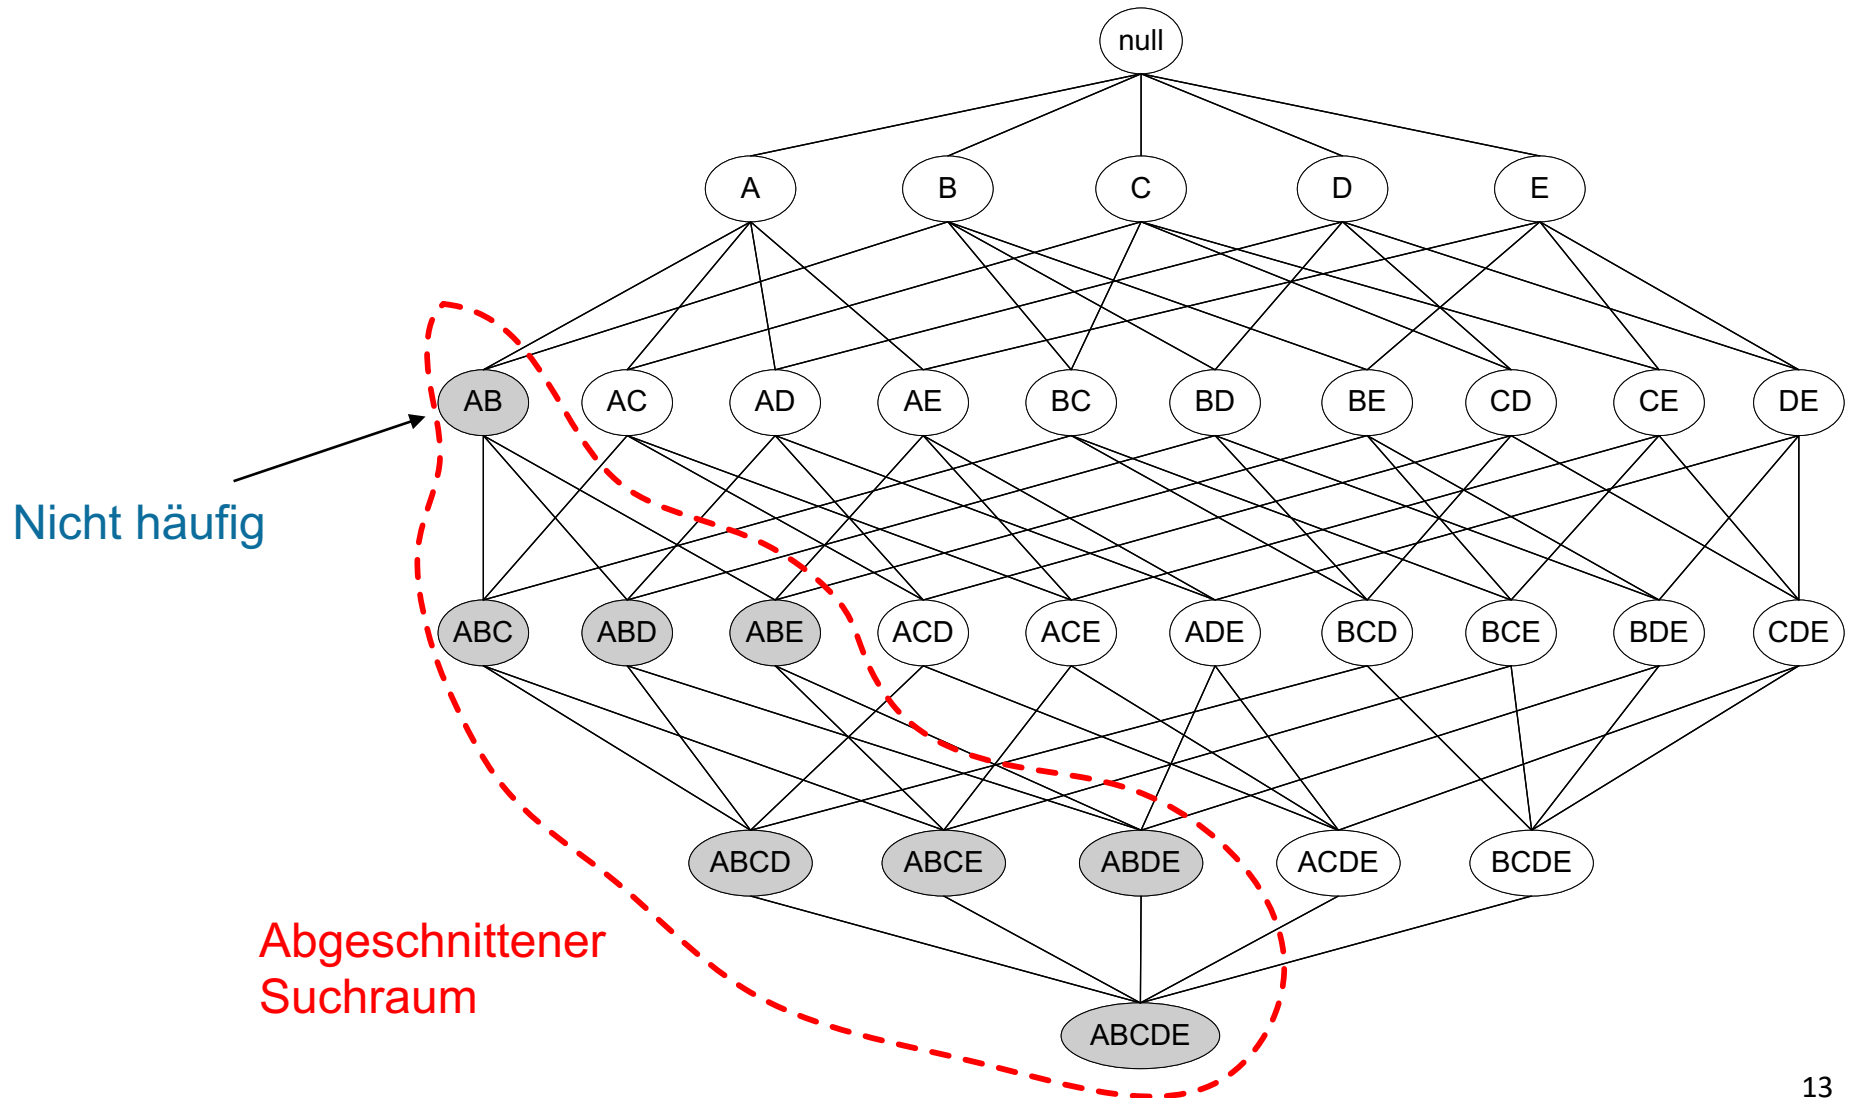 null
A B C D E
AB AC AD AE BC BD BE CD CE DE
Nicht häufig
ABC ABD ABE ACD ACE ADE BCD BCE BDE CDE
ABCD ABCE ABDE ACDE BCDE
Abgeschnittener
Suchraum
ABCDE
13